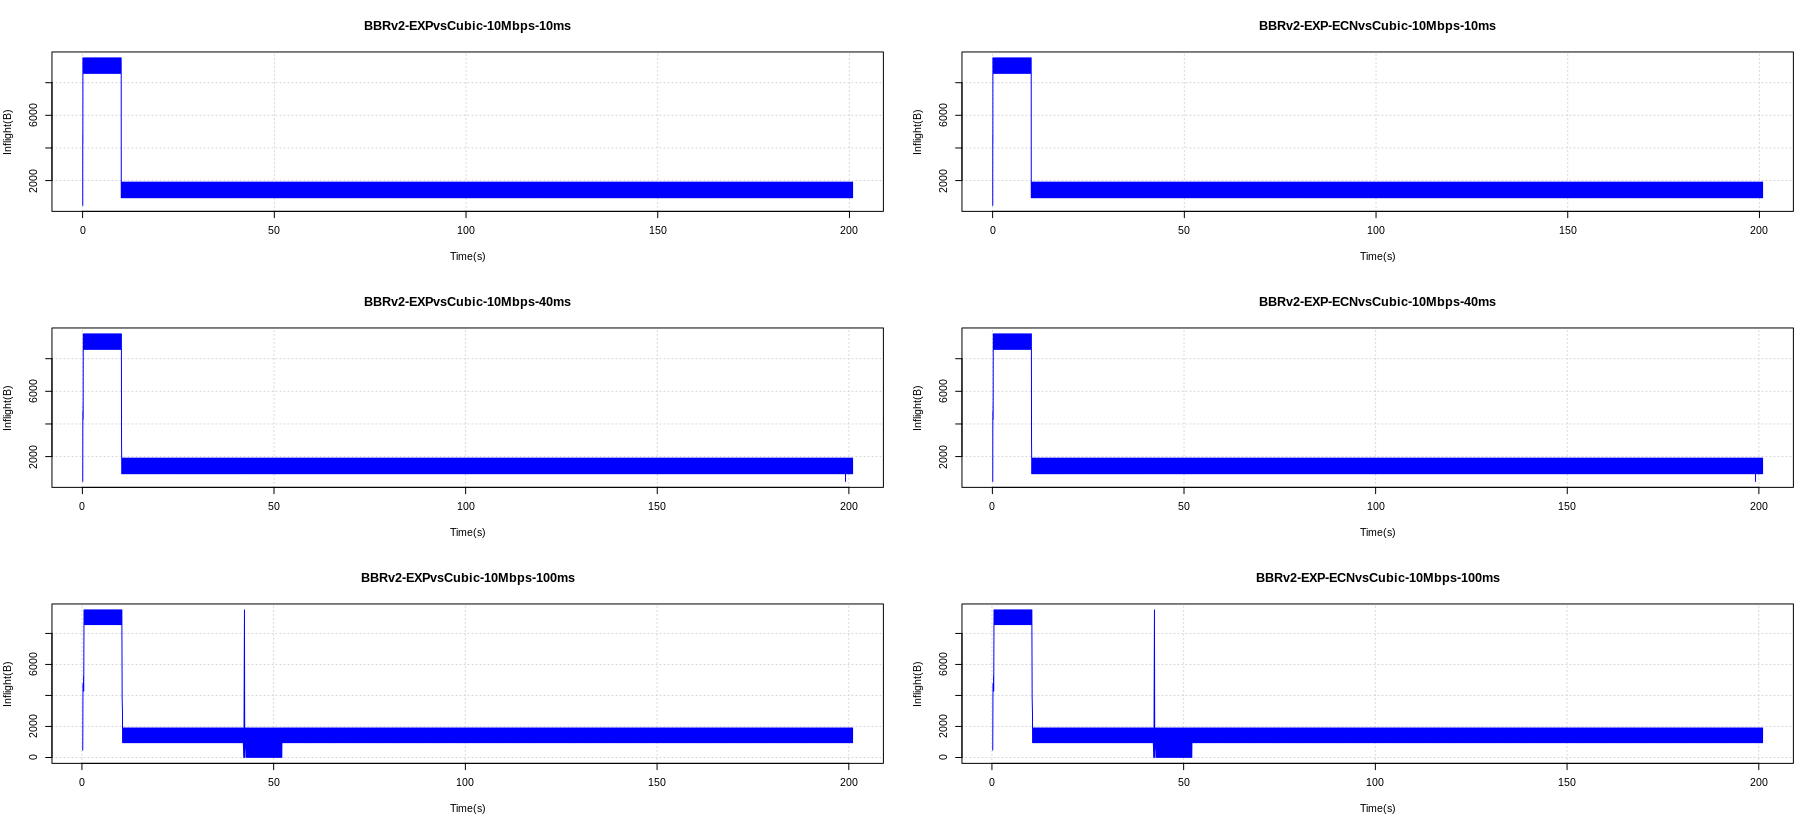 BBRv2-EXPvsCubic-10Mbps-10ms
Inflight(B)
6000
2000
0 50 100 150 200
Time(s)
BBRv2-EXP-ECNvsCubic-10Mbps-10ms
Inflight(B)
6000
2000
0 50 100 150 200
Time(s)
BBRv2-EXPvsCubic-10Mbps-40ms
Inflight(B)
6000
2000
0 50 100 150 200
Time(s)
BBRv2-EXP-ECNvsCubic-10Mbps-40ms
Inflight(B)
6000
2000
0 50 100 150 200
Time(s)
BBRv2-EXPvsCubic-10Mbps-100ms
Inflight(B)
6000
2000
0
0 50 100 150 200
Time(s)
BBRv2-EXP-ECNvsCubic-10Mbps-100ms
Inflight(B)
6000
2000
0
0 50 100 150 200
Time(s)